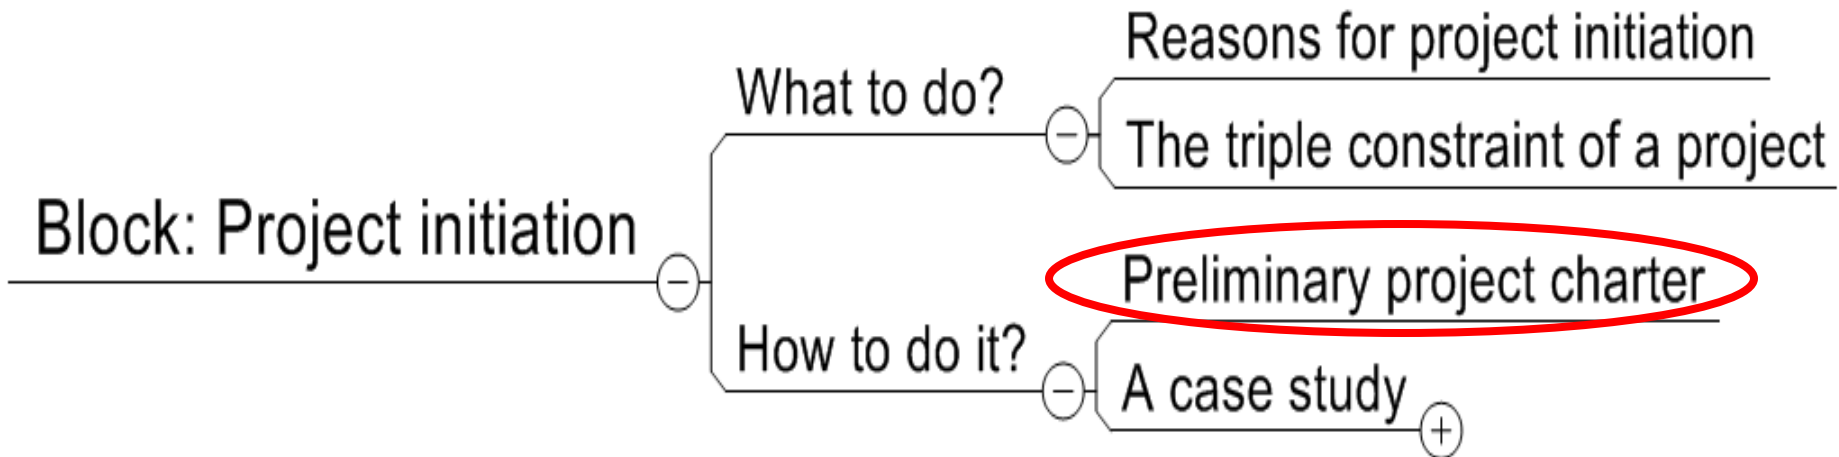 Block: Project initiation
What to do?
Reasons for project initiation
The triple constraint of a project
How to do it?
Preliminary project charter
A case study